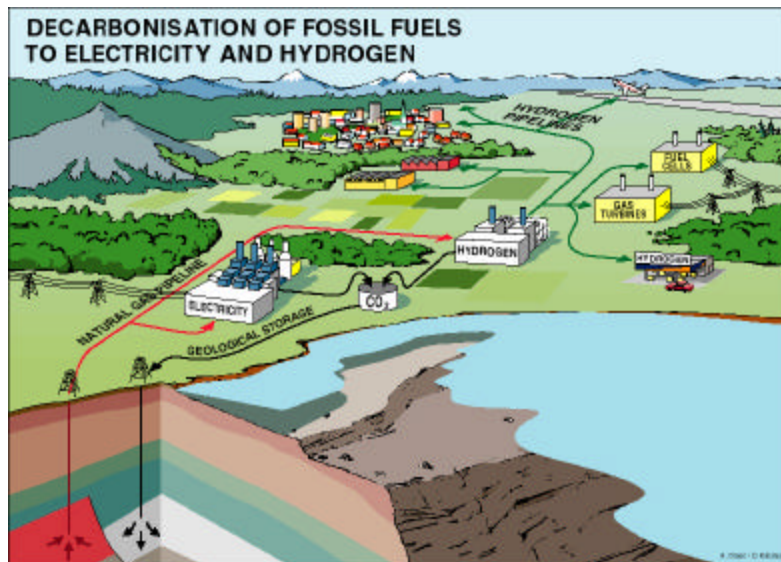 DECARBONISATION OF FOSSIL FUELS
TO ELECTRICITY AND HYDROGEN
HYDROGEN
PIPELINES
FUEL
CELLS
GAS
TURBINES
HYDROGEN
HYDROGEN
NATURAL GAS PIPELINE
ELECTRICITY
CO2
GEOLOGICAL STORAGE